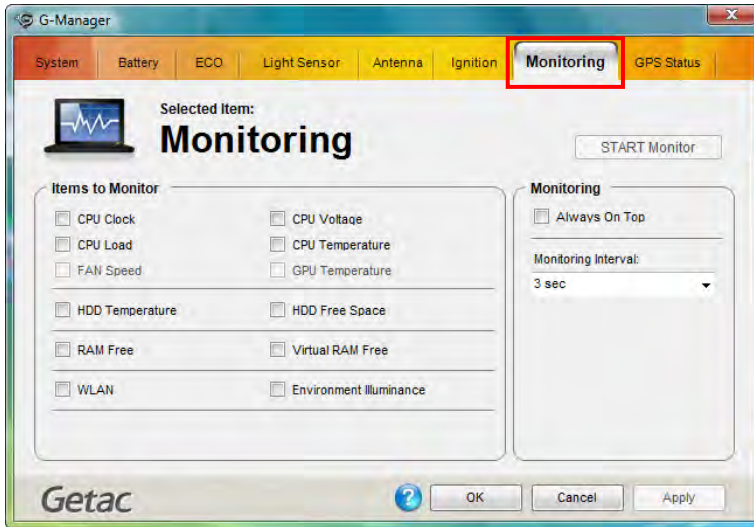 G-Manager
System Battery ECO Light Sensor Antenna Ignition Monitoring GPS Status
Selected Item:
Monitoring
START Monitor
Items to Monitor
CPU Clock CPU Voltage
CPU Load CPU Temperature
FAN Speed GPU Temperature
HDD Temperature HDD Free Space
RAM Free Virtual RAM Free
WLAN Environment Illuminance
Monitoring
Always On Top
Monitoring Interval:
3 sec
Getac ? OK Cancel Apply